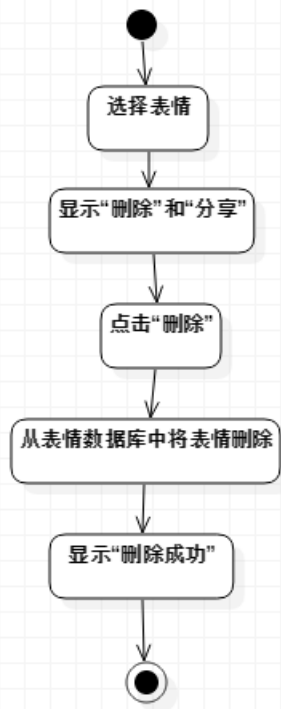 选择表情
显示“删除”和“分享”
点击“删除”
从表情数据库中将表情删除
显示“删除成功”